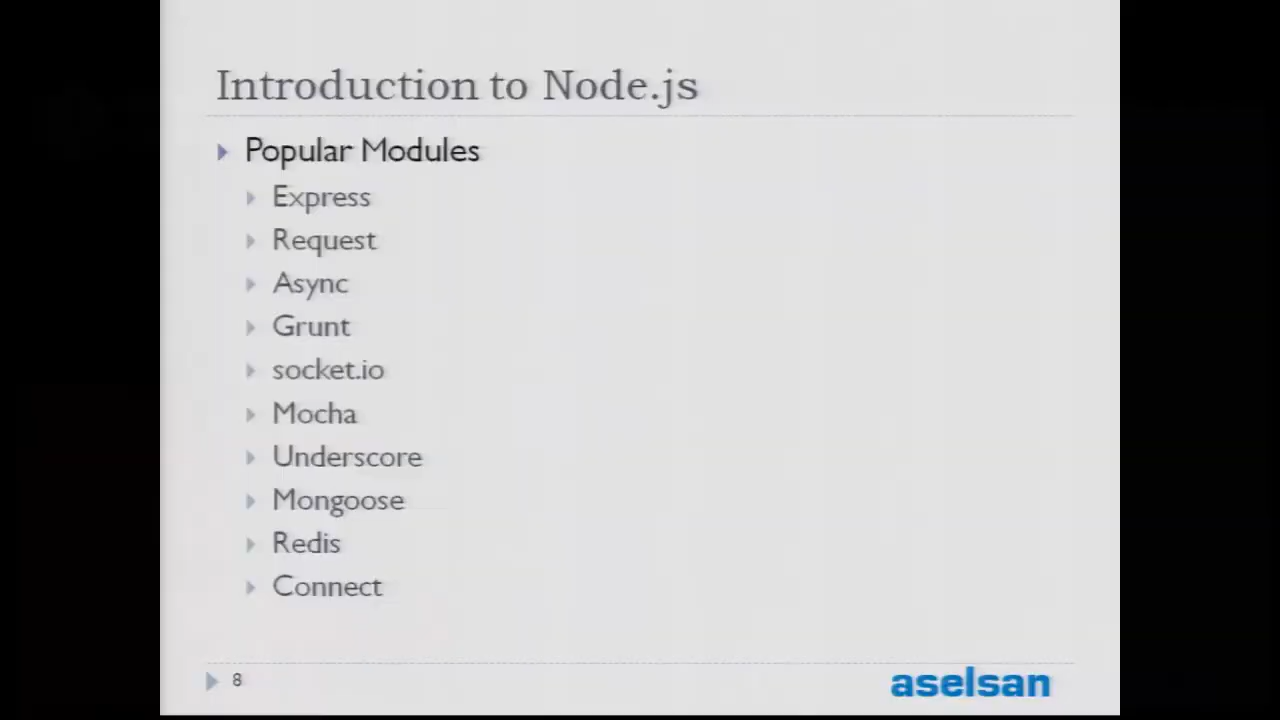 Introduction to Node.js
Popular Modules
Express
Request
Async
Grunt
socket.io
Mocha
Underscore
Mongoose
Redis
Connect
8
aselsan